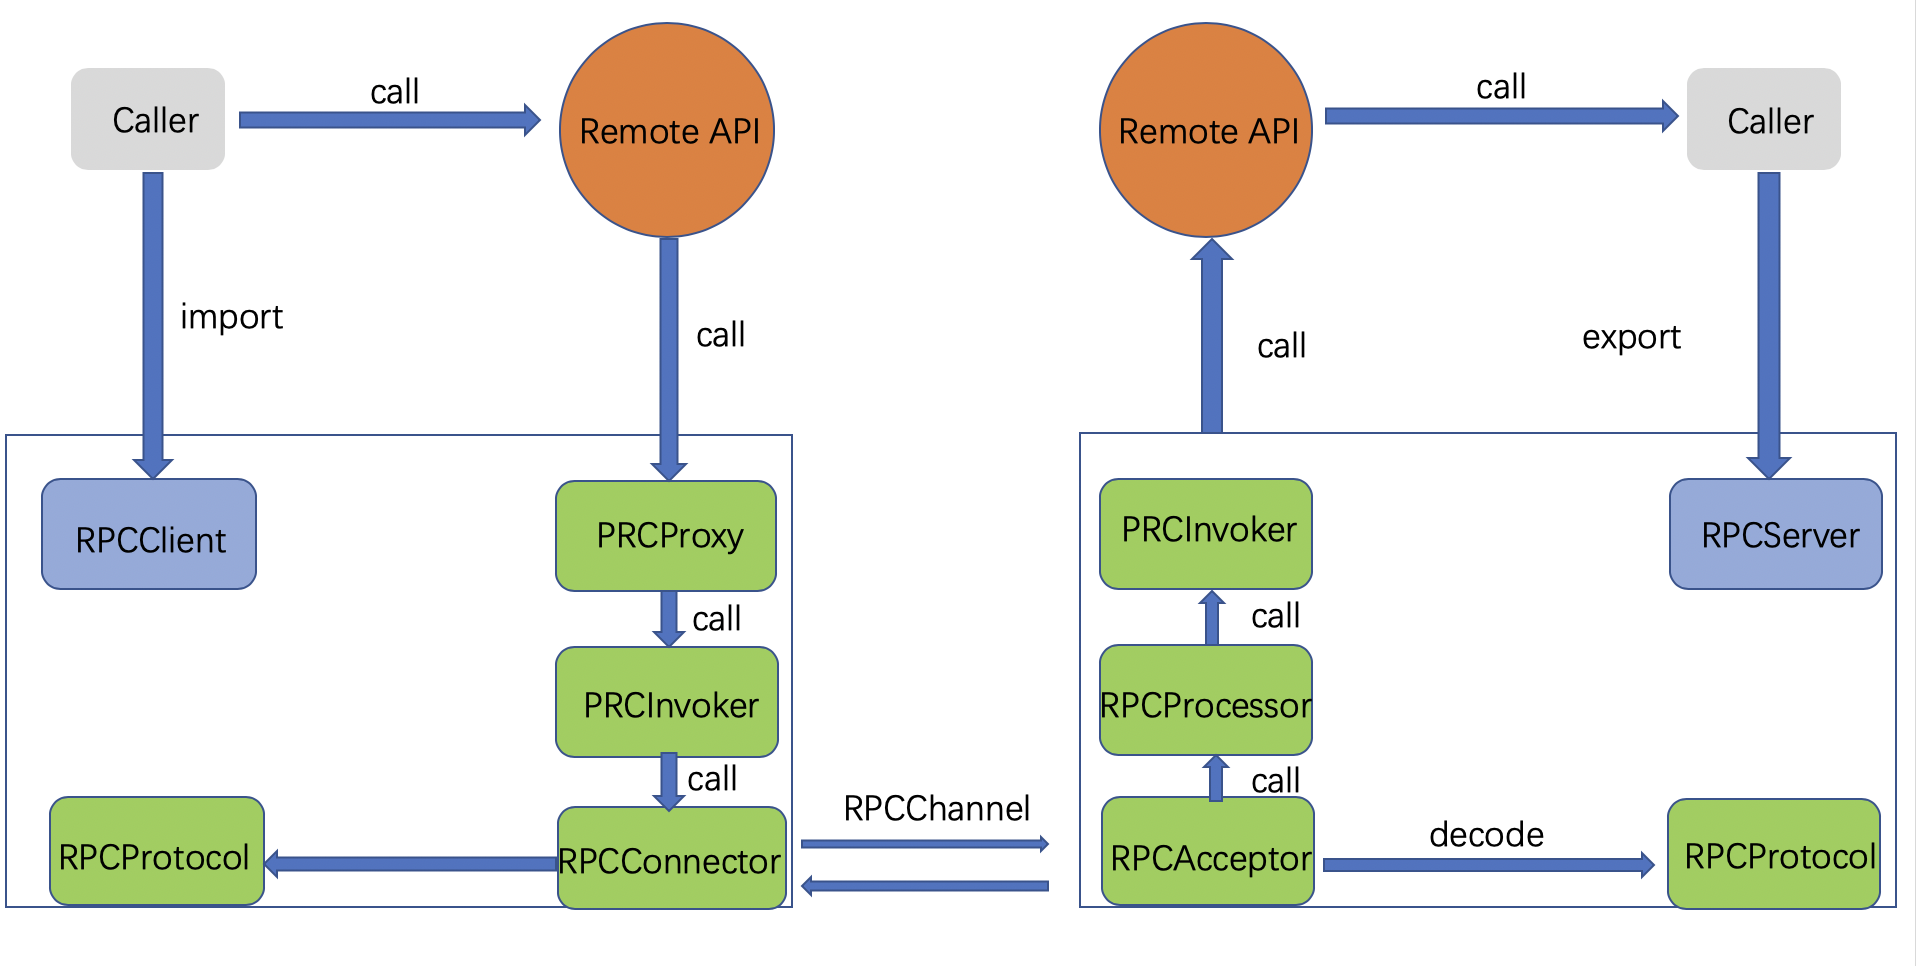 Caller
call
Remote API
Remote API
call
Caller
import
call
call
export
RPCClient
PRCProxy
PRCInvoker
RPCServer
call
call
PRCInvoker
RPCProcessor
call
call
RPCChannel
RPCProtocol
RPCConnector
RPCAcceptor
decode
RPCProtocol